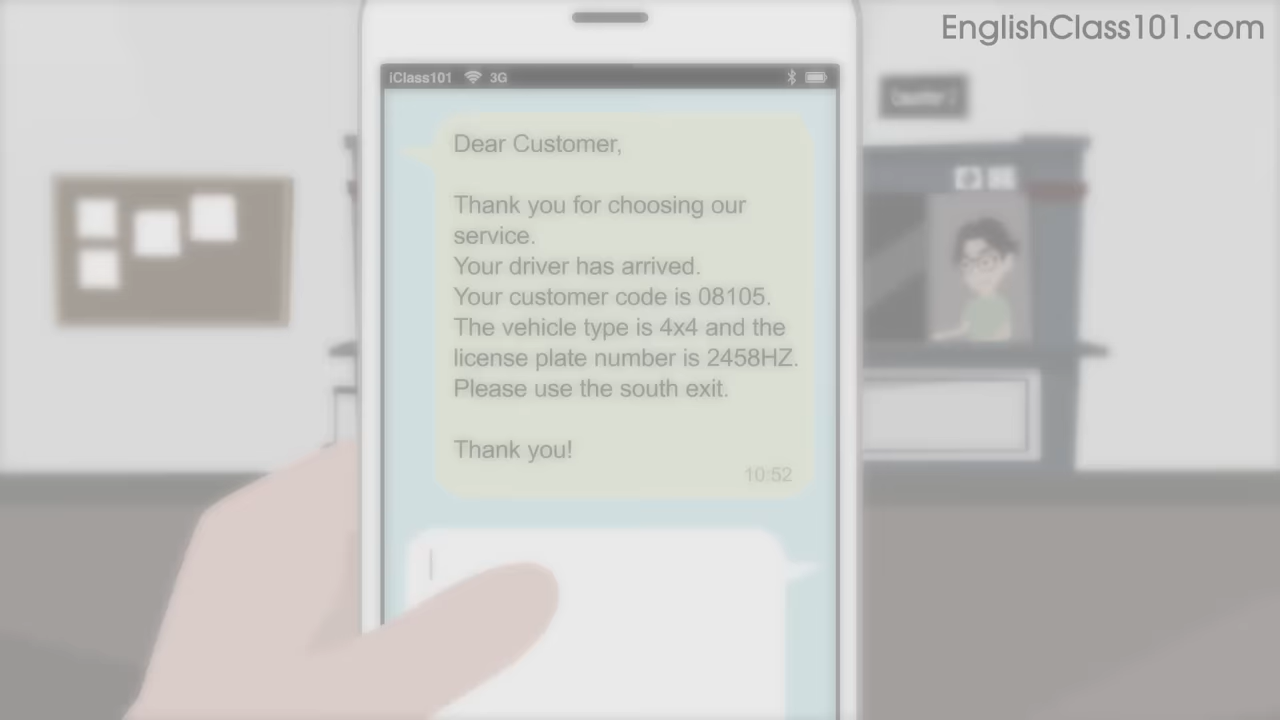 EnglishClass101.com
iClass101 3G
Dear Customer,
Thank you for choosing our
service.
Your driver has arrived.
Your customer code is 08105.
The vehicle type is 4x4 and the
license plate number is 2458HZ.
Please use the south exit.
Thank you!
10:52